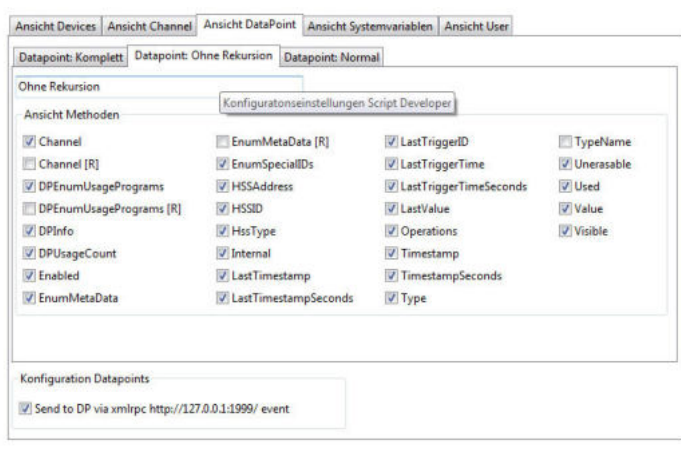 Ansicht Devices Ansicht Channel Ansicht DataPoint Ansicht Systemvariablen Ansicht User
Datapoint: Komplett Datapoint: Ohne Rekursion Datapoint: Normal
Ohne Rekursion
Konfiguratonseinstellungen Script Developer
Ansicht Methoden
Channel EnumMetaData [R] LastTriggerID TypeName
Channel [R] EnumSpecialIDs LastTriggerTime Unerasable
DPEnumUsagePrograms HSSAddress LastTriggerTimeSeconds Used
DPEnumUsagePrograms [R] HSSID LastValue Value
DPInfo HssType Operations Visible
DPUsageCount Internal Timestamp
Enabled LastTimestamp TimestampSeconds
EnumMetaData LastTimestampSeconds Type
Konfiguration Datapoints
Send to DP via xmlrpc http://127.0.0.1:1999/ event